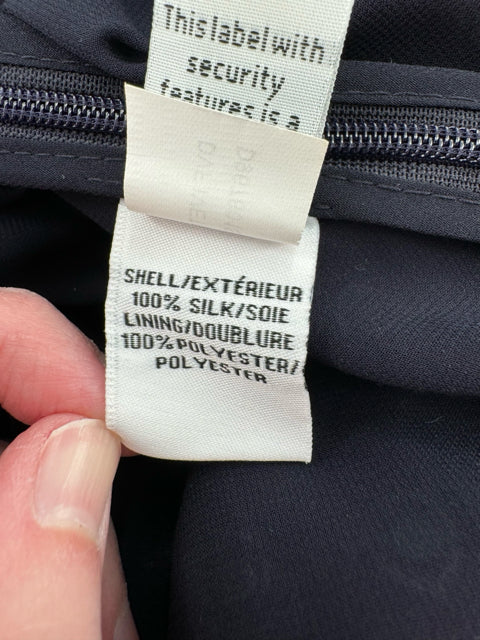 This label with
security
features is a
SHELL/EXTÉRIEUR
100% SILK/SOIE
LINING/DOUBLURE
100% POLYESTER/
POLYESTER